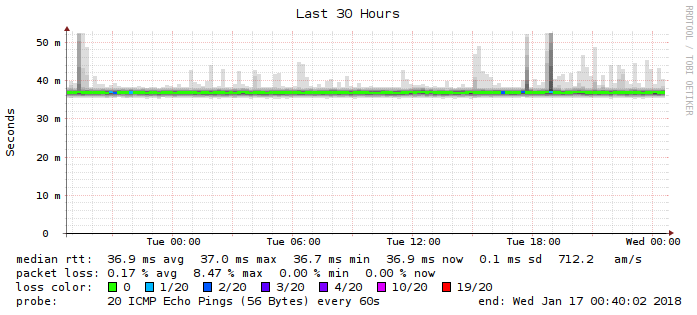 Last 30 Hours
RRDTOOL / TOBI OETIKER
Seconds
50 m
40 m
30 m
20 m
10 m
0
Tue 00:00 Tue 06:00 Tue 12:00 Tue 18:00 Wed 00:00
median rtt: 36.9 ms avg 37.0 ms max 36.7 ms min 36.9 ms now 0.1 ms sd 712.2 am/s
packet loss: 0.17 % avg 8.47 % max 0.00 % min 0.00 % now
loss color: 0 1/20 2/20 3/20 4/20 10/20 19/20
probe: 20 ICMP Echo Pings (56 Bytes) every 60s end: Wed Jan 17 00:40:02 2018